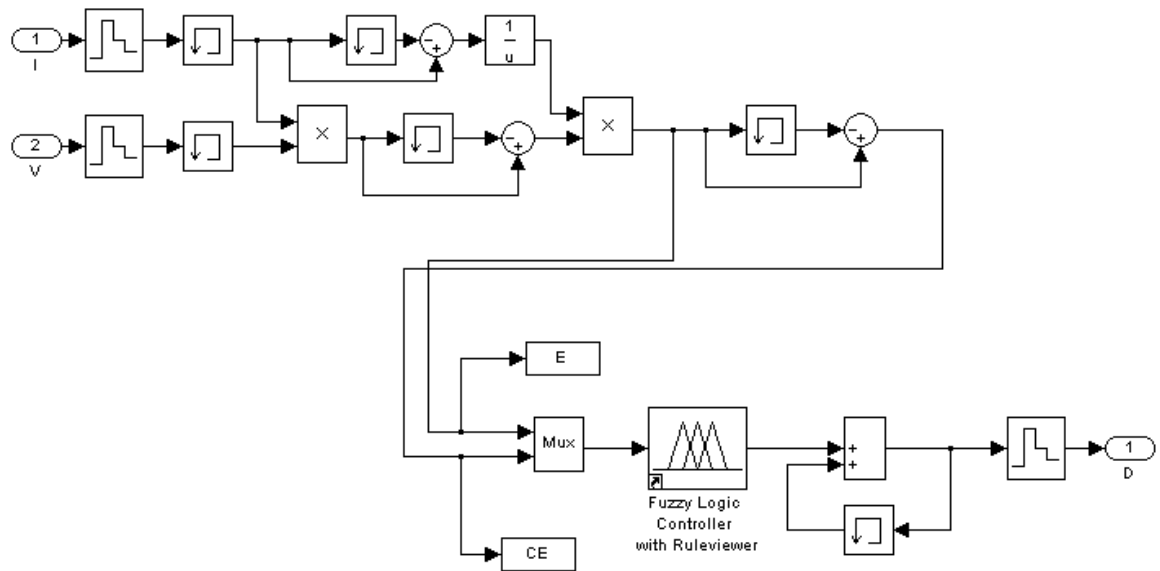 1
I
1
u
-
+
×
2
V
-
+
×
-
+
E
Mux
Fuzzy Logic
Controller
with Ruleviewer
+
+
1
D
CE